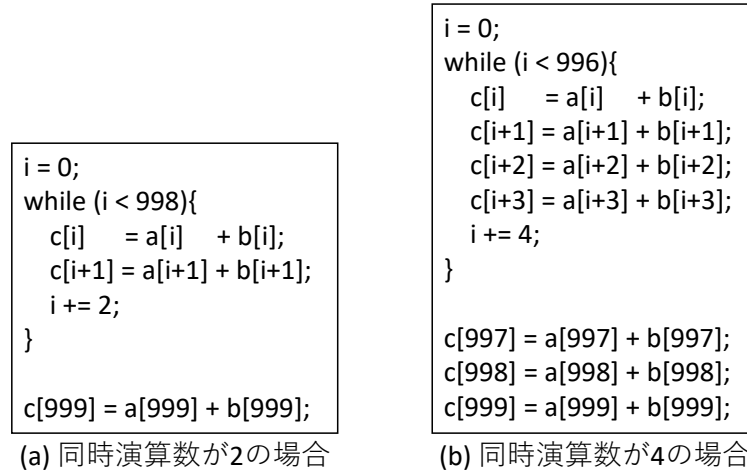 i = 0;
while (i < 998){
c[i] = a[i] + b[i];
c[i+1] = a[i+1] + b[i+1];
i += 2;
}
c[999] = a[999] + b[999];
(a) 同時演算数が2の場合
i = 0;
while (i < 996){
c[i] = a[i] + b[i];
c[i+1] = a[i+1] + b[i+1];
c[i+2] = a[i+2] + b[i+2];
c[i+3] = a[i+3] + b[i+3];
i += 4;
}
c[997] = a[997] + b[997];
c[998] = a[998] + b[998];
c[999] = a[999] + b[999];
(b) 同時演算数が4の場合